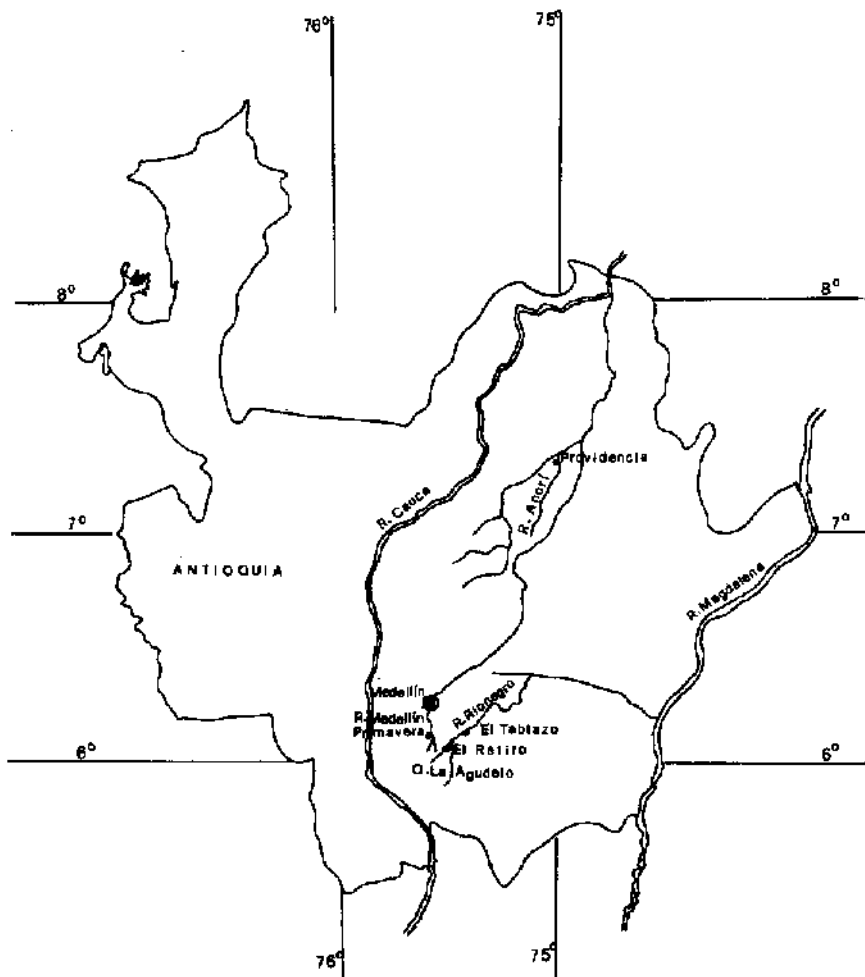 76°
75°
8°
8°
Providencia
R. Anorí
R. Cauca
7°
7°
ANTIOQUIA
R. Magdalena
Medellín
R. Medellín
R. Rionegro
Primavera
El Tablazo
El Retiro
6°
6°
Q. La Agudelo
76°
75°